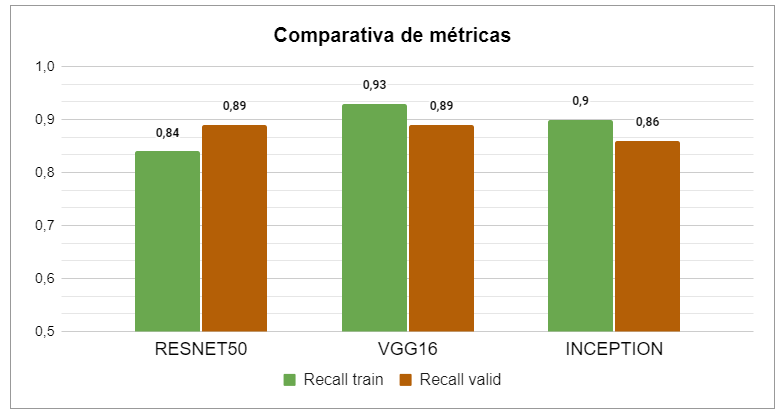 Comparativa de métricas
1,0
0,9
0,8
0,7
0,6
0,5
0,84
0,89
0,93
0,89
0,9
0,86
RESNET50
VGG16
INCEPTION
Recall train
Recall valid